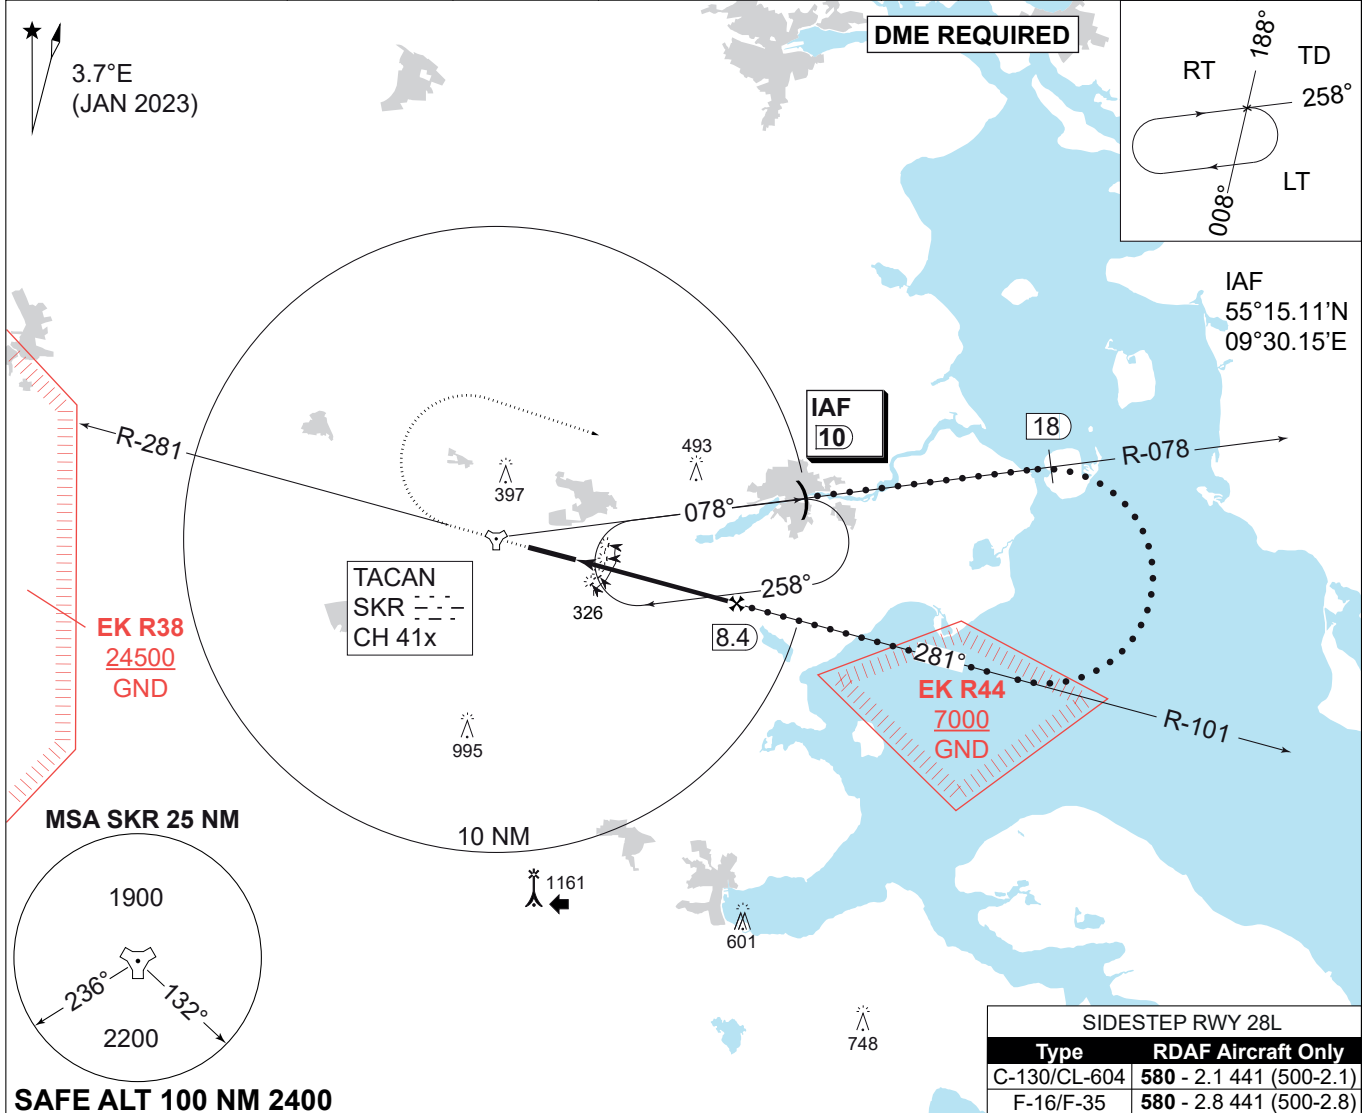 3.7°E
(JAN 2023)
DME REQUIRED
RT
188°
TD
258°
LT
008°
IAF
55°15.11’N
09°30.15’E
IAF
10
18
R-281
493
397
078°
R-078
TACAN
SKR
CH 41x
258°
326
8.4
281°
EK R38
24500
GND
EK R44
7000
GND
R-101
995
MSA SKR 25 NM
10 NM
1900
236°
132°
2200
1161
601
748
SAFE ALT 100 NM 2400
SIDESTEP RWY 28L
Type RDAF Aircraft Only
C-130/CL-604 580 - 2.1 441 (500-2.1)
F-16/F-35 580 - 2.8 441 (500-2.8)